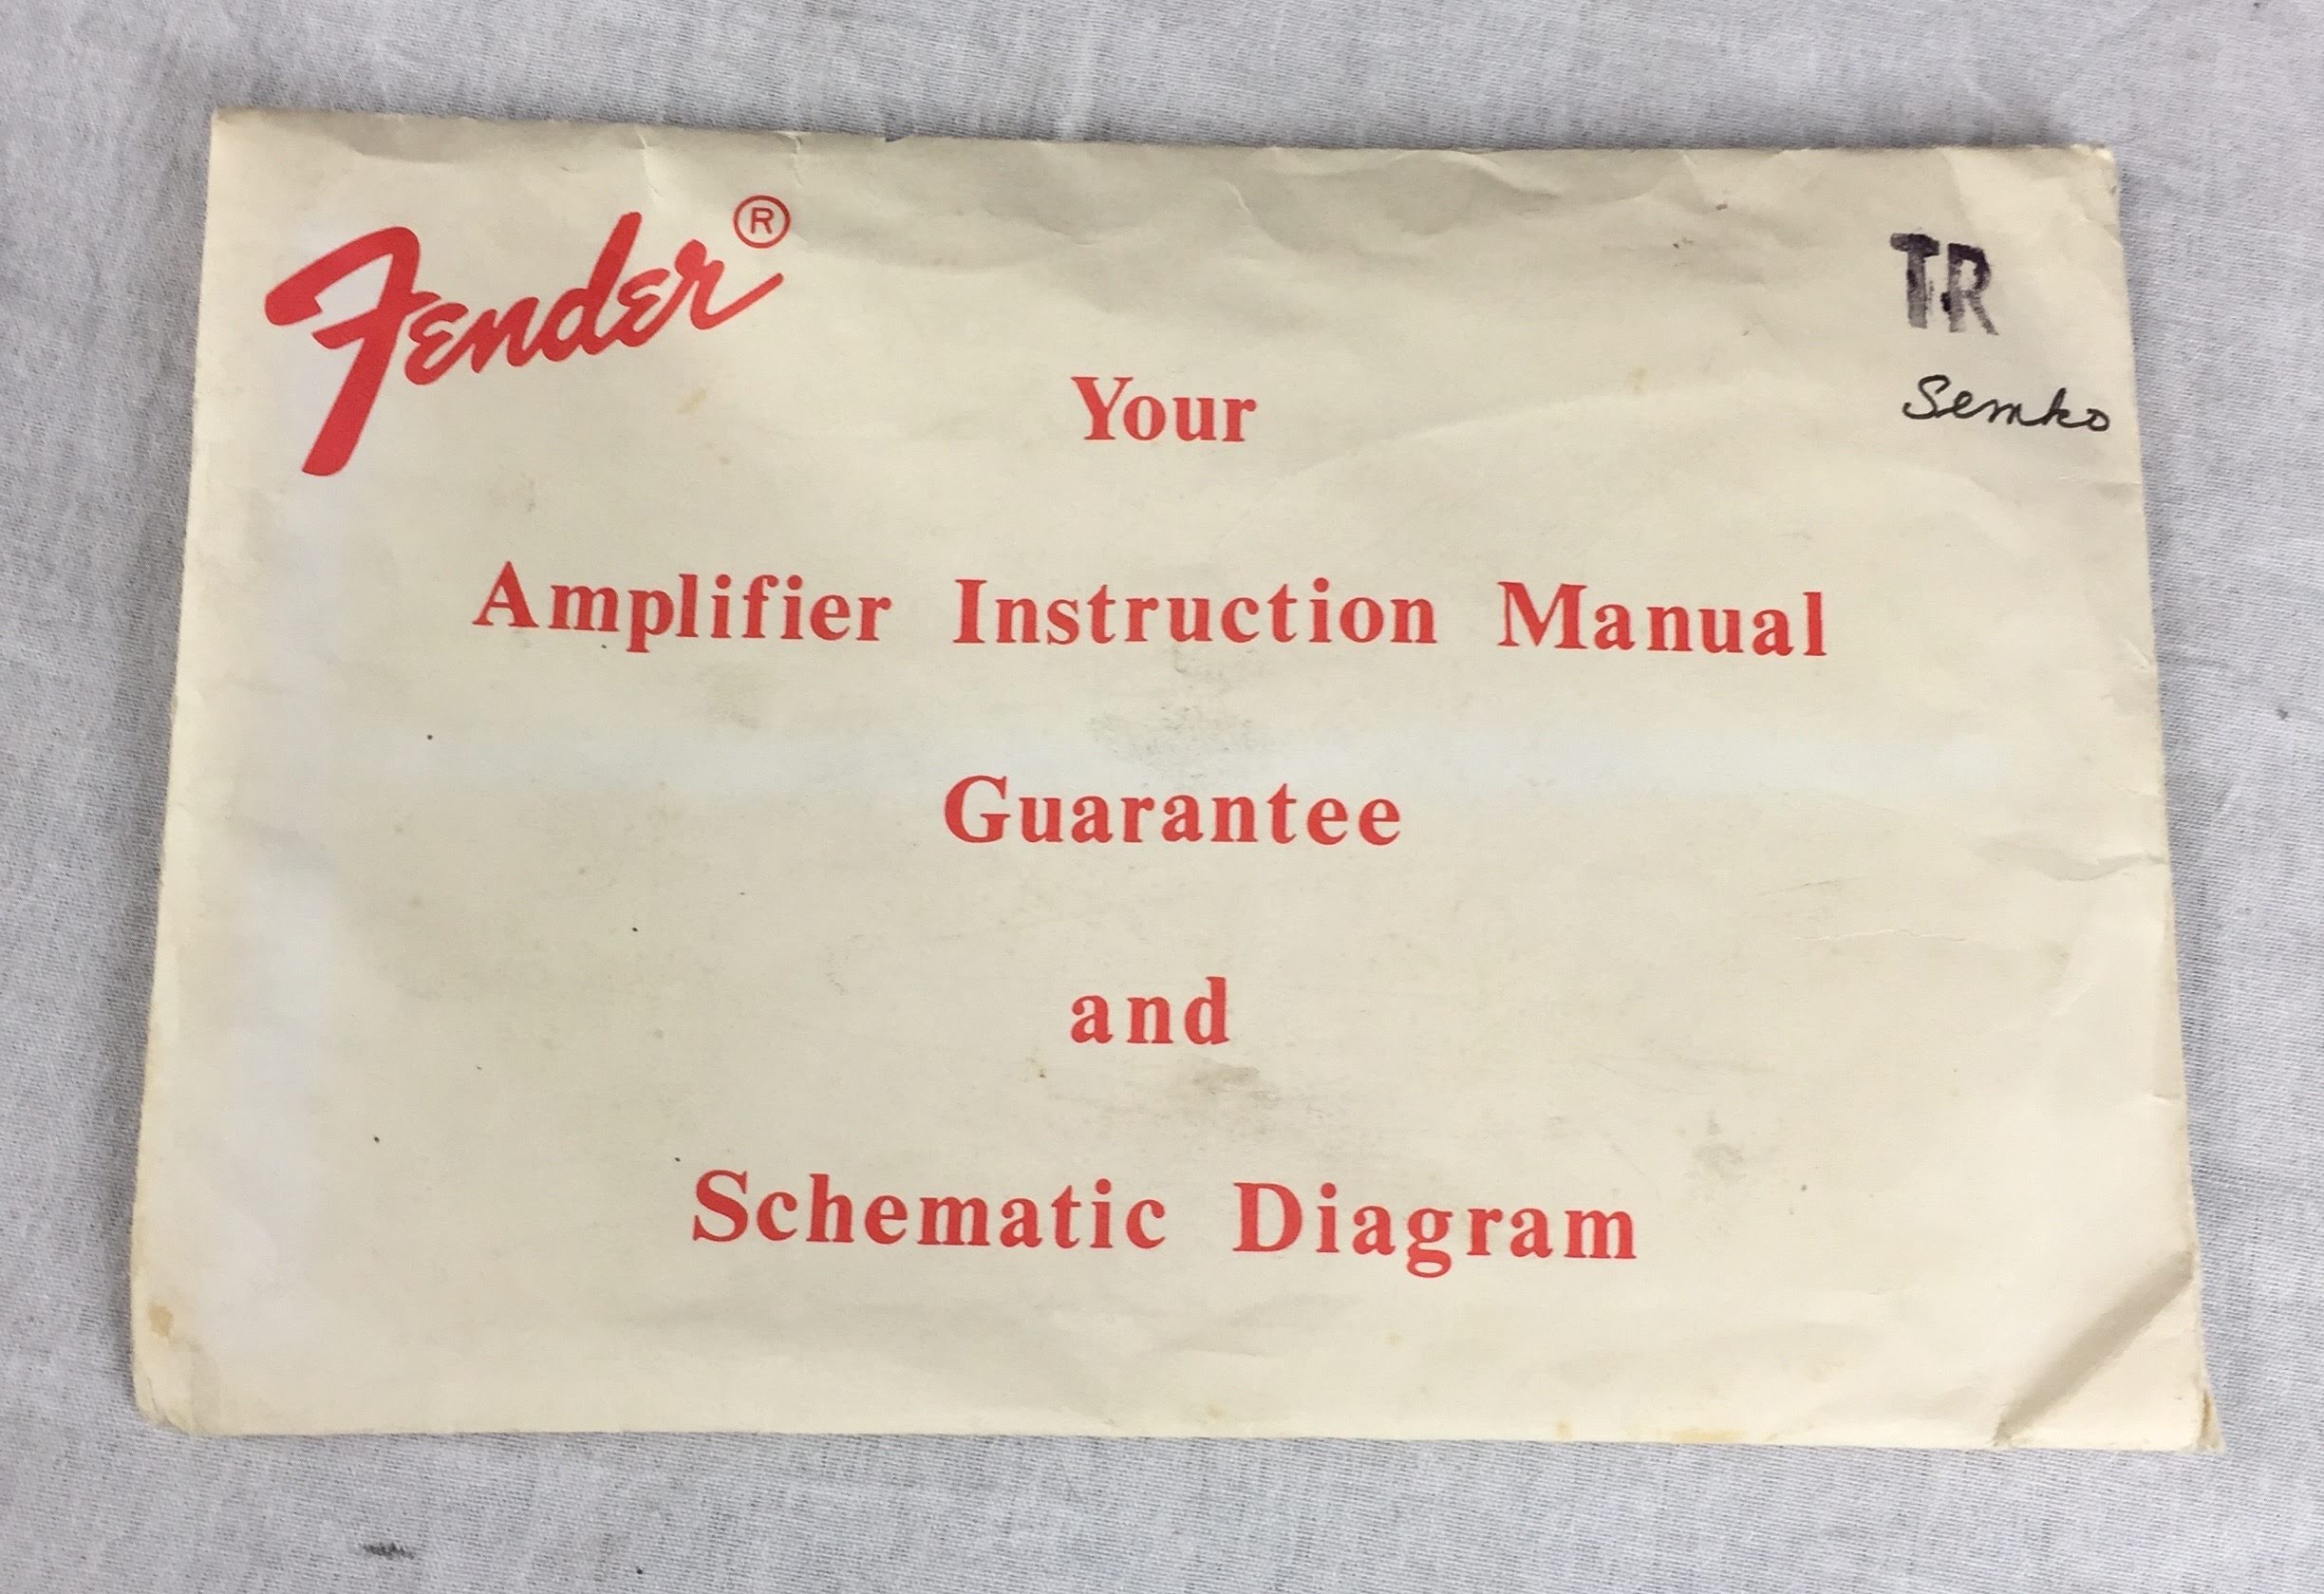 Fender®
TR
Semko
Your
Amplifier Instruction Manual
Guarantee
and
Schematic Diagram